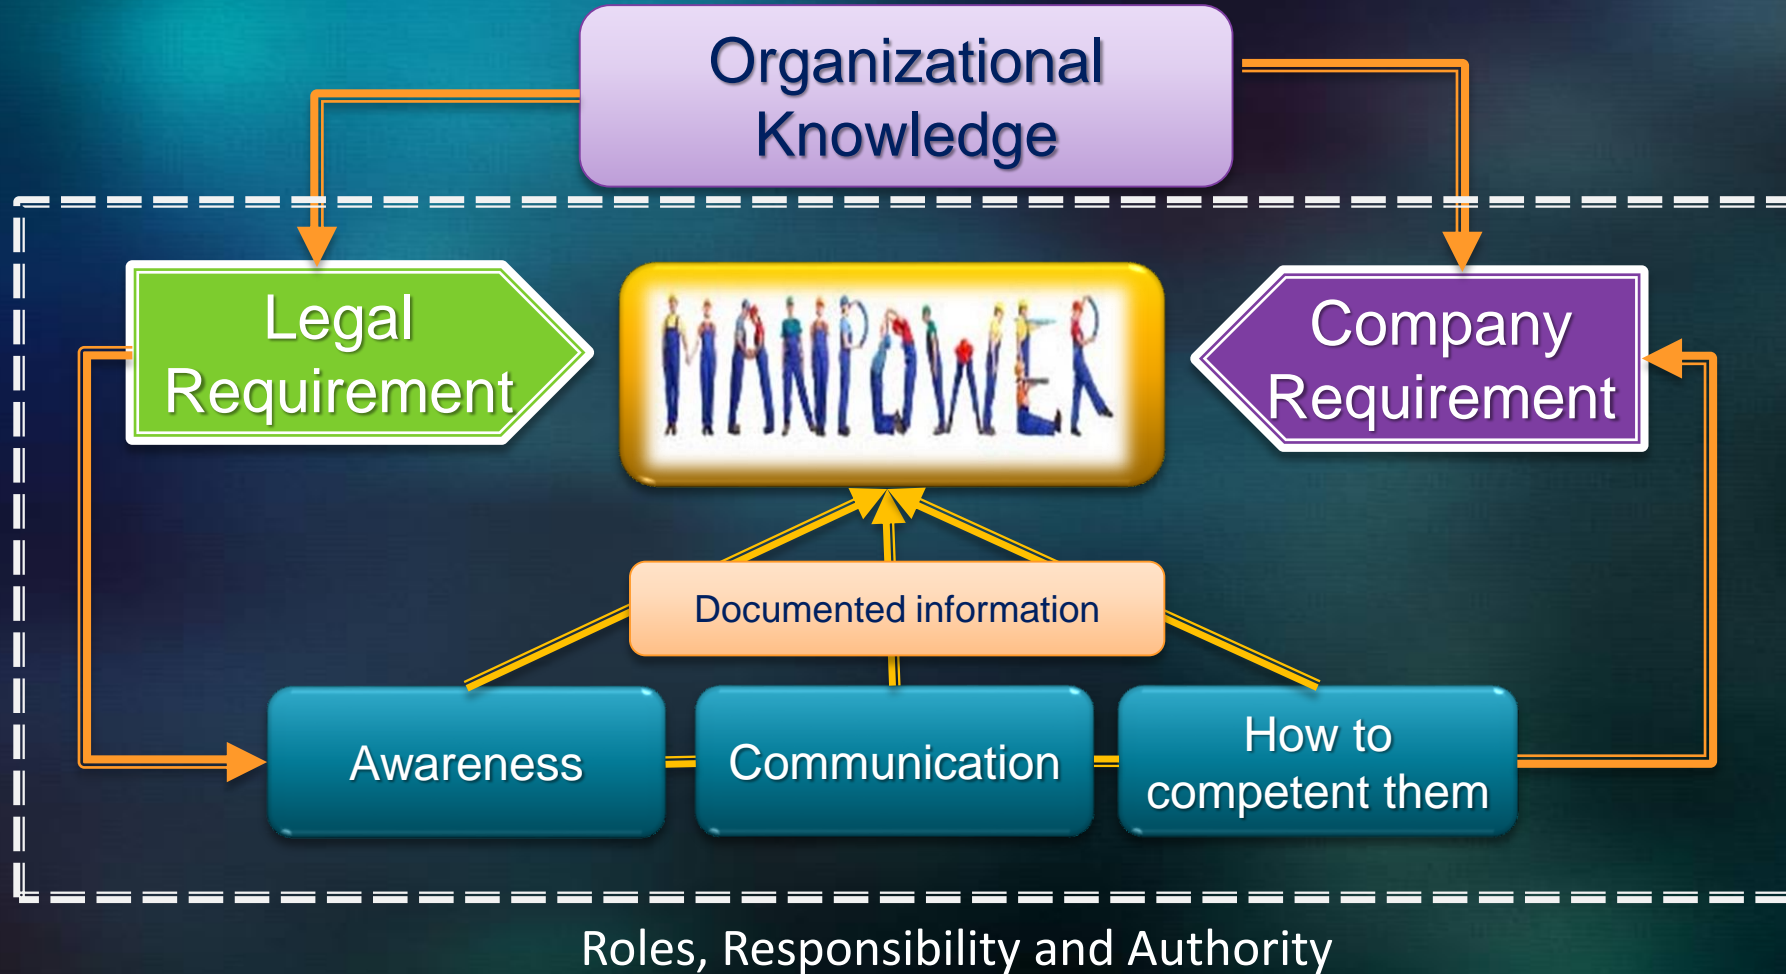 Organizational
Knowledge
Legal
Requirement
MANPOWER
Company
Requirement
Documented information
Awareness
Communication
How to
competent them
Roles, Responsibility and Authority